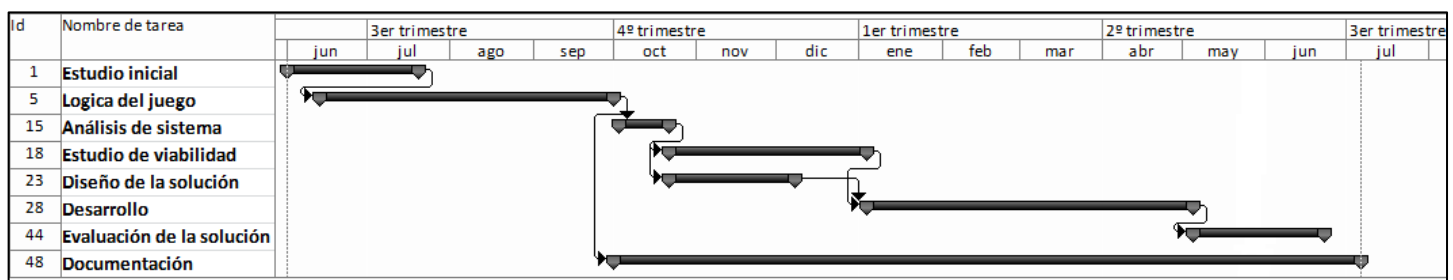 Id Nombre de tarea 3er trimestre 4º trimestre 1er trimestre 2º trimestre 3er trimestre
jun jul ago sep oct nov dic ene feb mar abr may jun jul
1 Estudio inicial
5 Logica del juego
15 Análisis de sistema
18 Estudio de viabilidad
23 Diseño de la solución
28 Desarrollo
44 Evaluación de la solución
48 Documentación